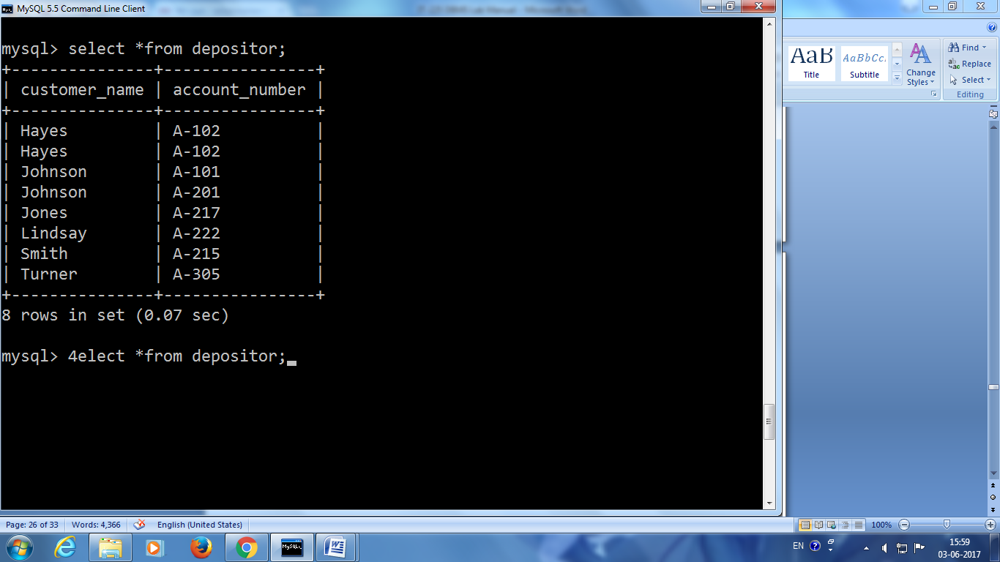 MySQL 5.5 Command Line Client
mysql> select *from depositor;
+---------------+----------------+
| customer_name | account_number |
+---------------+----------------+
| Hayes         | A-102          |
| Hayes         | A-102          |
| Johnson       | A-101          |
| Johnson       | A-201          |
| Jones         | A-217          |
| Lindsay       | A-222          |
| Smith         | A-215          |
| Turner        | A-305          |
+---------------+----------------+
8 rows in set (0.07 sec)
mysql> 4elect *from depositor;
AaB AaBbCc.
Title Subtitle
Change
Styles
Find
Replace
Select
Editing
Page: 26 of 33 Words: 4,366 English (United States) 100%
MySQL
EN 15:59
03-06-2017